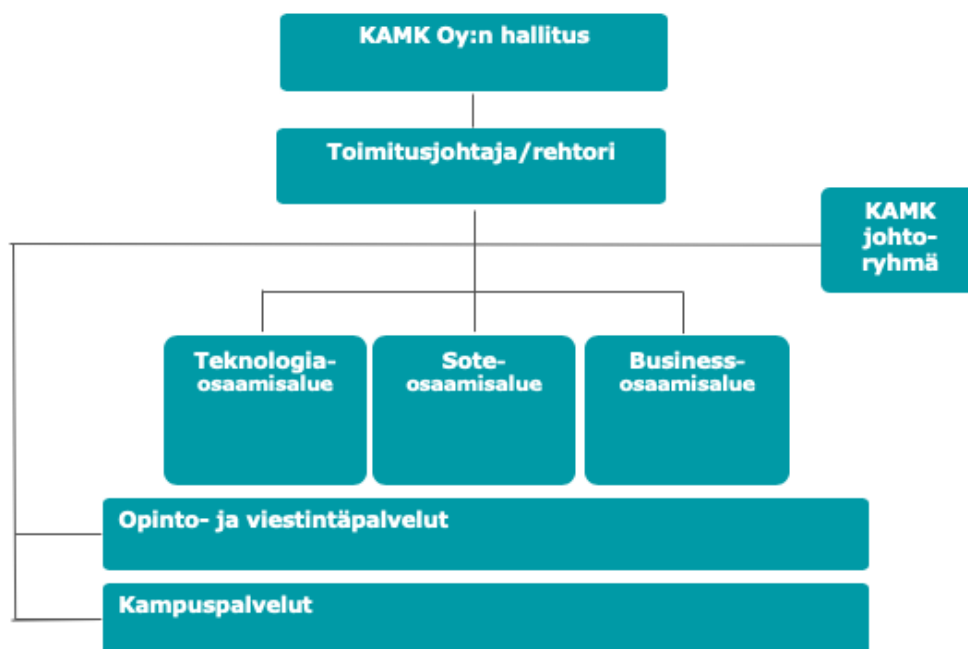 KAMK Oy:n hallitus
Toimitusjohtaja/rehtori
KAMK
johto-
ryhmä
Teknologia-
osaamisalue
Sote-
osaamisalue
Business-
osaamisalue
Opinto- ja viestintäpalvelut
Kampuspalvelut